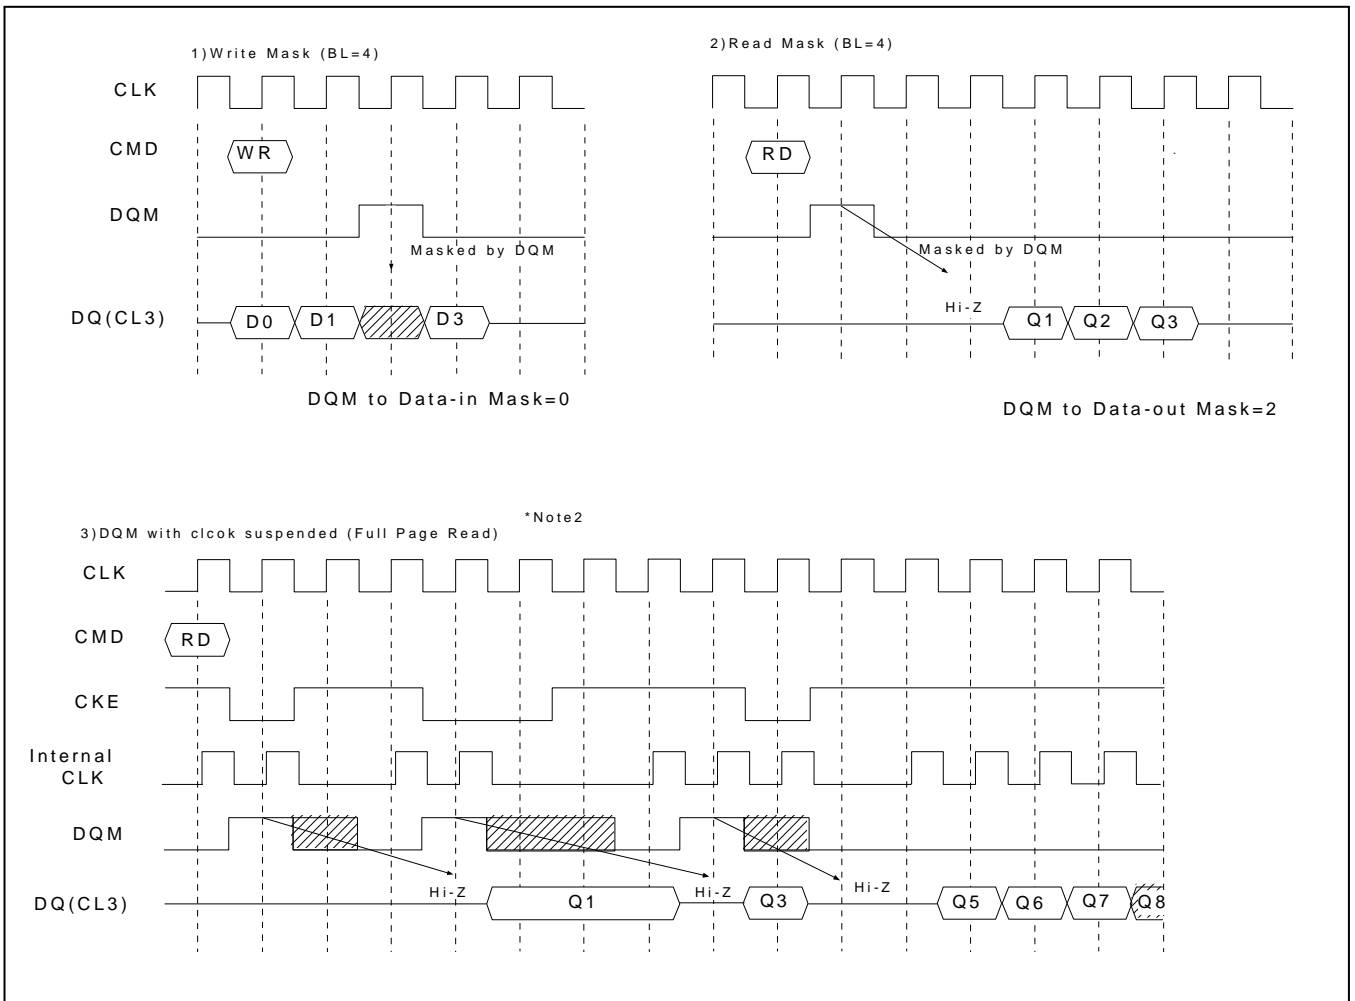 1)Write Mask (BL=4)
2)Read Mask (BL=4)
CLK
CMD
WR
RD
DQM
Masked by DQM
Masked by DQM
DQ(CL3)
D0
D1
D3
Hi-Z
Q1
Q2
Q3
DQM to Data-in Mask=0
DQM to Data-out Mask=2
*Note2
3)DQM with clcok suspended (Full Page Read)
CLK
CMD
RD
CKE
Internal
CLK
DQM
DQ(CL3)
Hi-Z
Q1
Hi-Z
Q3
Hi-Z
Q5
Q6
Q7
Q8